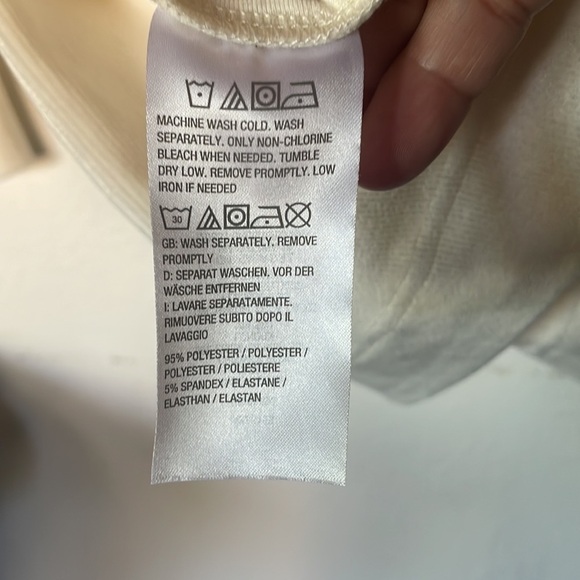 MACHINE WASH COLD. WASH
SEPARATELY. ONLY NON-CHLORINE
BLEACH WHEN NEEDED. TUMBLE
DRY LOW. REMOVE PROMPTLY. LOW
IRON IF NEEDED
30
GB: WASH SEPARATELY. REMOVE
PROMPTLY
D: SEPARAT WASCHEN. VOR DER
WÄSCHE ENTFERNEN
I: LAVARE SEPARATAMENTE.
RIMUOVERE SUBITO DOPO IL
LAVAGGIO
95% POLYESTER / POLYESTER /
POLYESTER / POLIESTERE
5% SPANDEX / ELASTANE /
ELASTHAN / ELASTAN